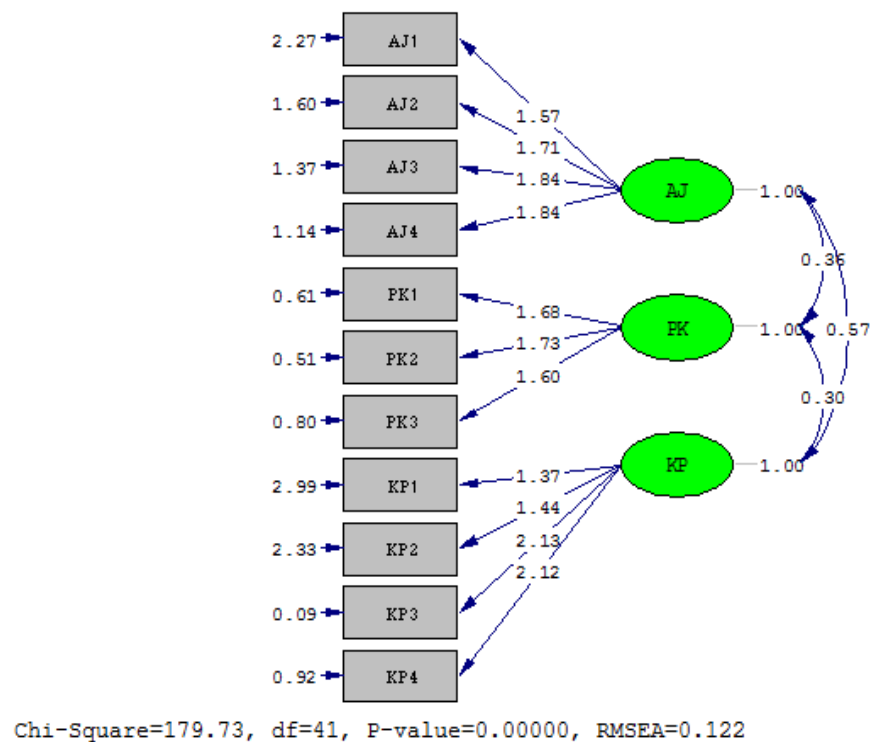 2.27 AJ1
1.57
1.60 AJ2
1.71
1.37 AJ3
1.84
AJ 1.00
1.84
1.14 AJ4
0.36
0.61 PK1
1.68
PK 1.00 0.57
1.73
0.51 PK2
1.60
0.30
0.80 PK3
KP 1.00
1.37
2.99 KP1
1.44
2.13
2.33 KP2
2.12
0.09 KP3
0.92 KP4
Chi-Square=179.73, df=41, P-value=0.00000, RMSEA=0.122